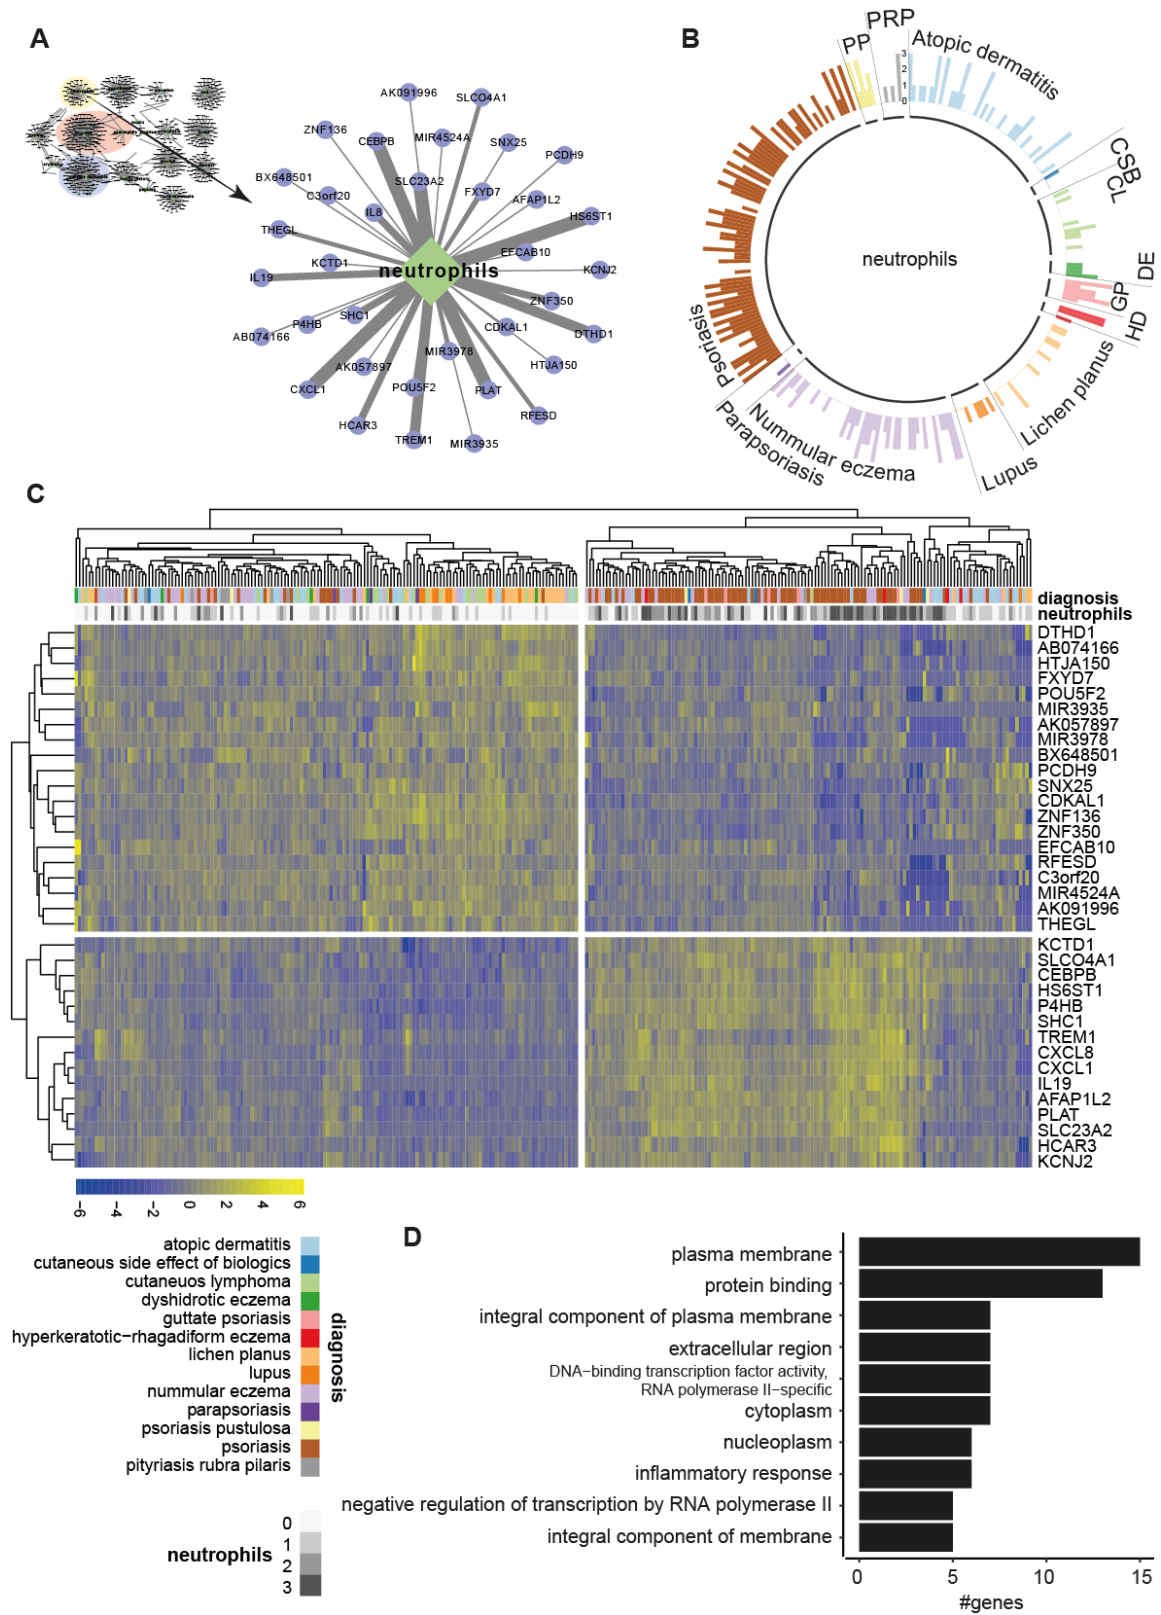 A
AK091996
SLCO4A1
ZNF136
CEBPB
MIR4524A
SNX25
PCDH9
BX648501
C3orf20
SLC23A2
FXYD7
AFAP1L2
IL8
HS6ST1
THEGL
EFCAB10
KCTD1
neutrophils
KCNJ2
IL19
ZNF350
SHC1
P4HB
CDKAL1
DTHD1
AB074166
MIR3978
AK057897
HTJA150
CXCL1
POU5F2
PLAT
RFESD
HCAR3
TREM1
MIR3935
B
PRP
PP
3
2
1
0
Atopic dermatitis
CSB
CL
DE
GP
HD
Lichen planus
Lupus
Nummular eczema
Parapsoriasis
Psoriasis
neutrophils
C
diagnosis
neutrophils
DTHD1
AB074166
HTJA150
FXYD7
POU5F2
MIR3935
AK057897
MIR3978
BX648501
PCDH9
SNX25
CDKAL1
ZNF136
ZNF350
EFCAB10
RFESD
C3orf20
MIR4524A
AK091996
THEGL
KCTD1
SLCO4A1
CEBPB
HS6ST1
P4HB
SHC1
TREM1
CXCL8
CXCL1
IL19
AFAP1L2
PLAT
SLC23A2
HCAR3
KCNJ2
−6 −4 −2 0 2 4 6
atopic dermatitis
cutaneous side effect of biologics
cutaneuos lymphoma
dyshidrotic eczema
guttate psoriasis
hyperkeratotic−rhagadiform eczema
lichen planus
lupus
nummular eczema
parapsoriasis
psoriasis pustulosa
psoriasis
pityriasis rubra pilaris
diagnosis
neutrophils
0
1
2
3
D
plasma membrane
protein binding
integral component of plasma membrane
extracellular region
DNA−binding transcription factor activity,
RNA polymerase II−specific
cytoplasm
nucleoplasm
inflammatory response
negative regulation of transcription by RNA polymerase II
integral component of membrane
0 5 10 15
#genes